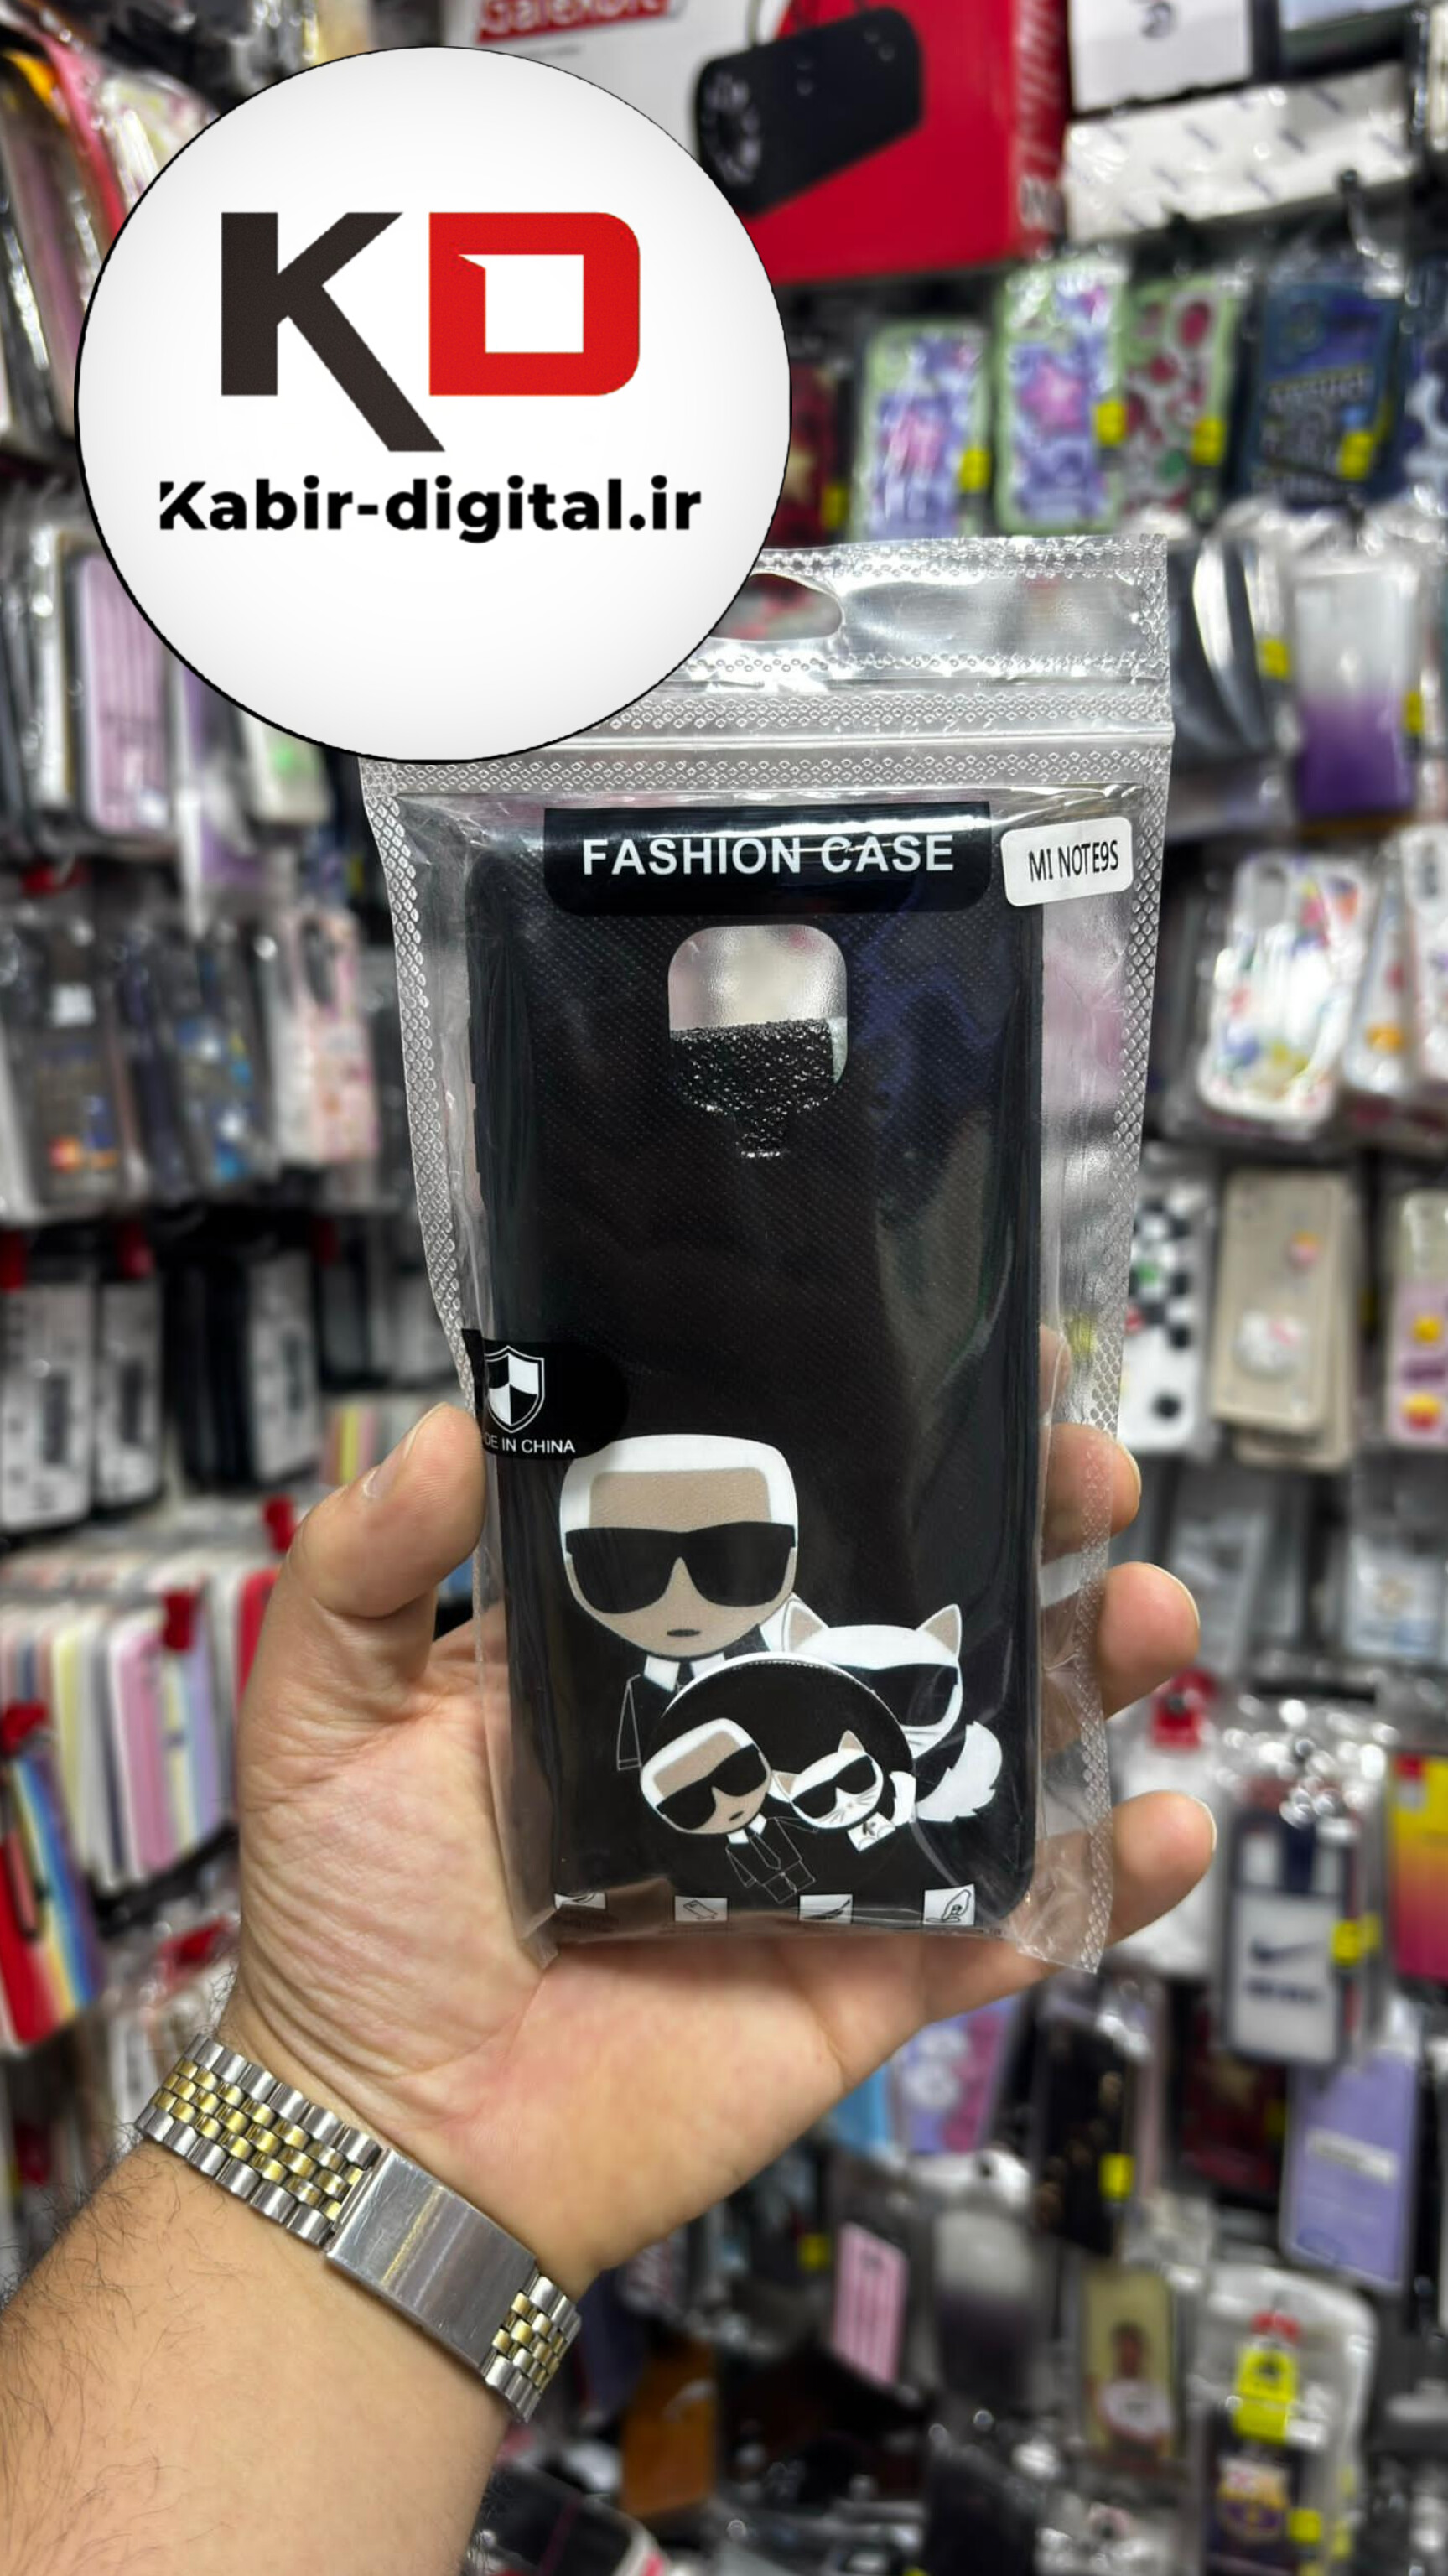 KD
Kabir-digital.ir
FASHION CASE
MI NOTE9S
DE IN CHINA